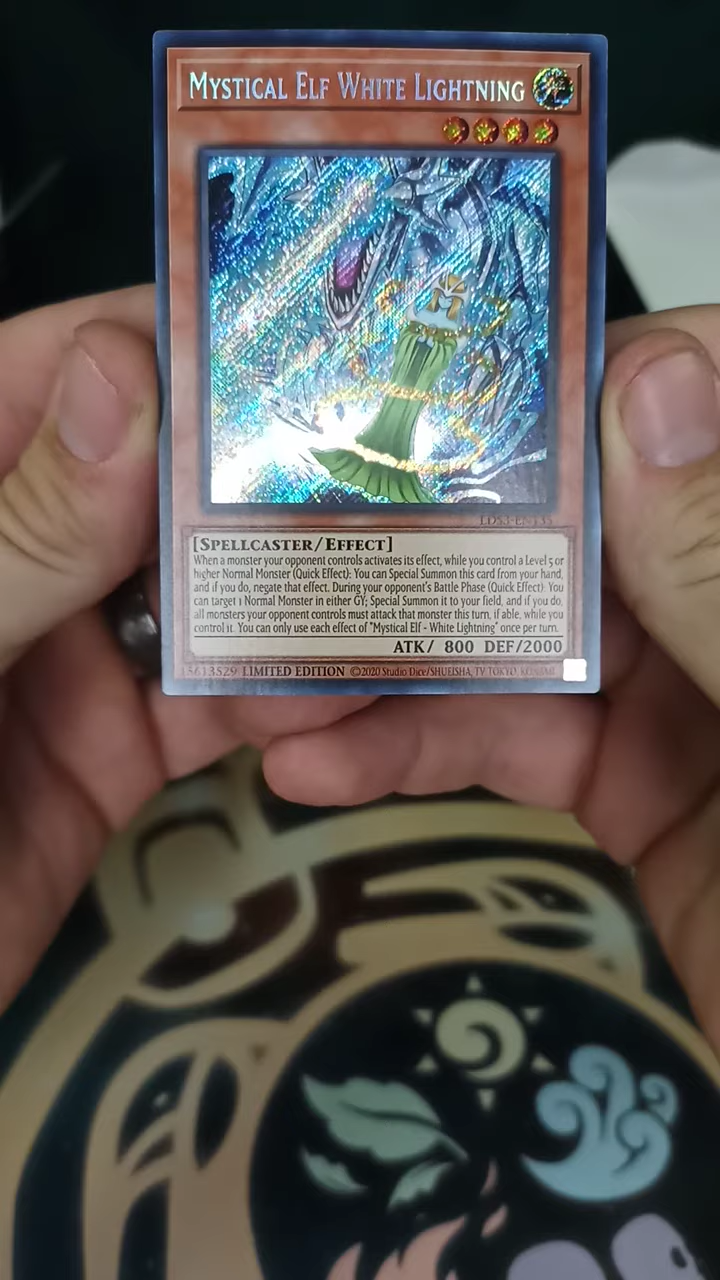 MYSTICAL ELF WHITE LIGHTNING
LDS3-EN135
[SPELLCASTER/EFFECT]
When a monster your opponent controls activates its effect, while you control a Level 5 or
higher Normal Monster (Quick Effect): You can Special Summon this card from your hand,
and if you do, negate that effect. During your opponent's Battle Phase (Quick Effect): You
can target 1 Normal Monster in either GY; Special Summon it to your field, and if you do,
all monsters your opponent controls must attack that monster this turn, if able, while you
control it. You can only use each effect of "Mystical Elf - White Lightning" once per turn.
ATK/ 800 DEF/2000
LIMITED EDITION ©2020 Studio Dice/SHUEISHA, TV TOKYO, KONAMI